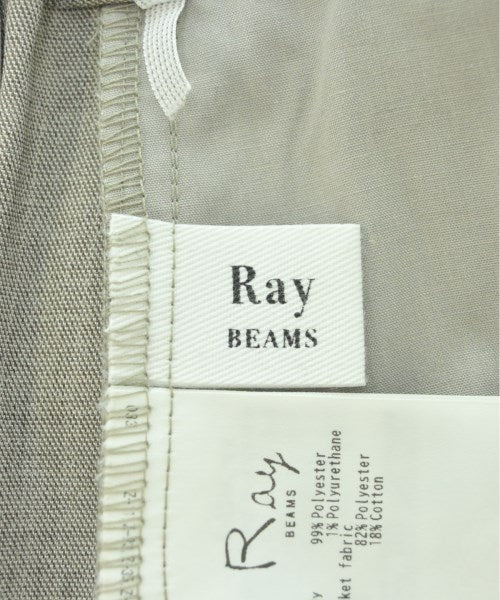 Ray
BEAMS
Ray
BEAMS
99% Polyester
1% Polyurethane
ket fabric
82% Polyester
18% Cotton